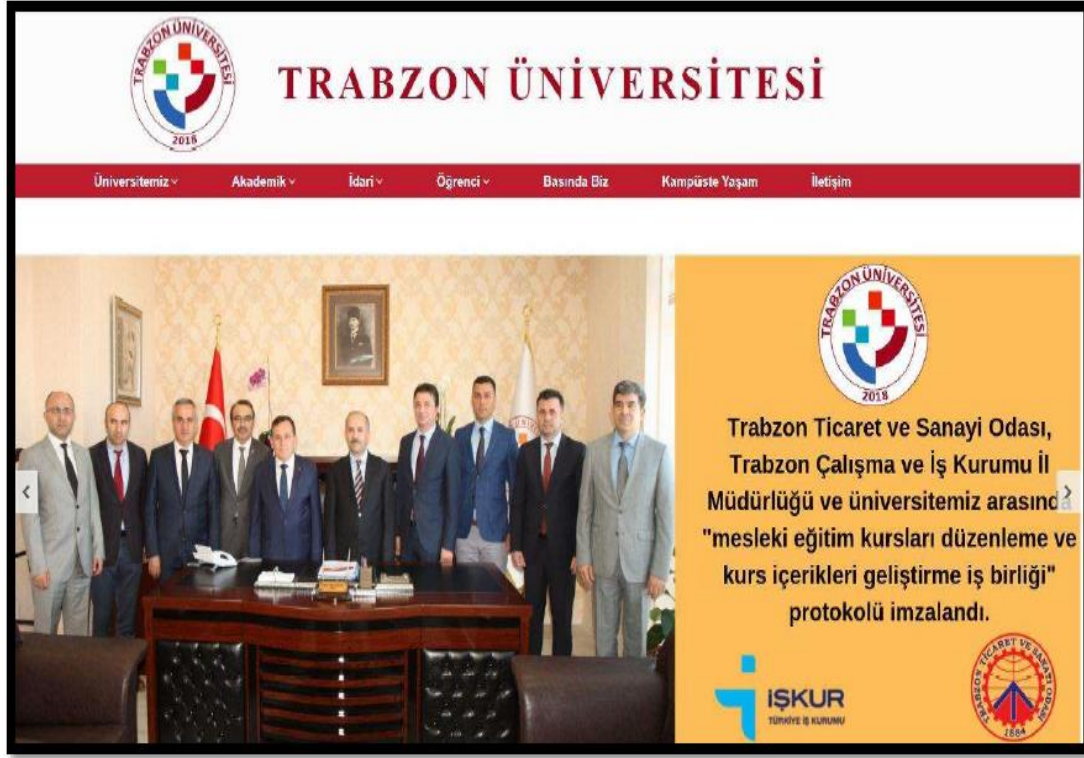 TRABZON ÜNİVERSİTESİ
2018
TRABZON ÜNİVERSİTESİ
Üniversitemiz
Akademik
İdari
Öğrenci
Basında Biz
Kampüste Yaşam
İletişim
TRABZON ÜNİVERSİTESİ
2018
Trabzon Ticaret ve Sanayi Odası,
Trabzon Çalışma ve İş Kurumu İl
Müdürlüğü ve üniversitemiz arasında
"mesleki eğitim kursları düzenleme ve
kurs içerikleri geliştirme iş birliği"
protokolü imzalandı.
İŞKUR
TÜRKİYE İŞ KURUMU
TRABZON TİCARET VE SANAYİ ODASI
1884